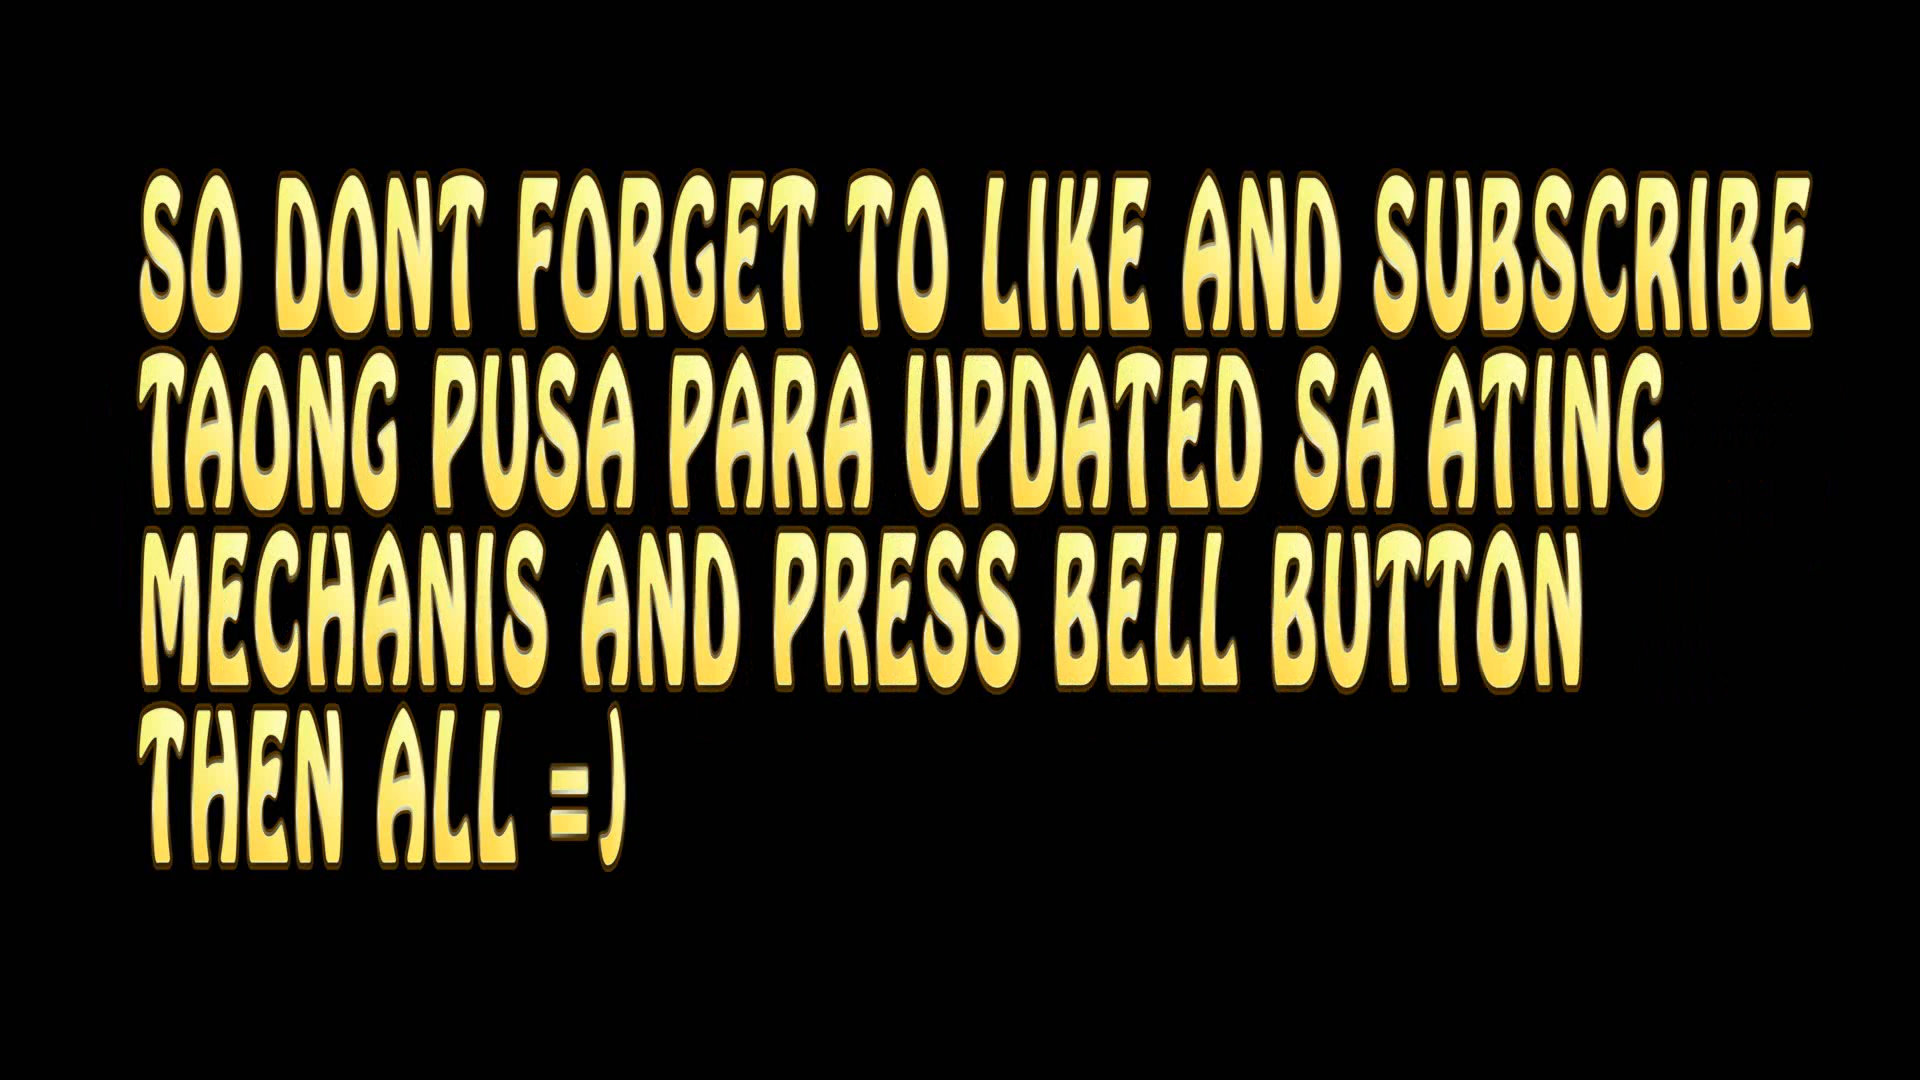 SO DONT FORGET TO LIKE AND SUBSCRIBE
TAONG PUSA PARA UPDATED SA ATING
MECHANIS AND PRESS BELL BUTTON
THEN ALL =)